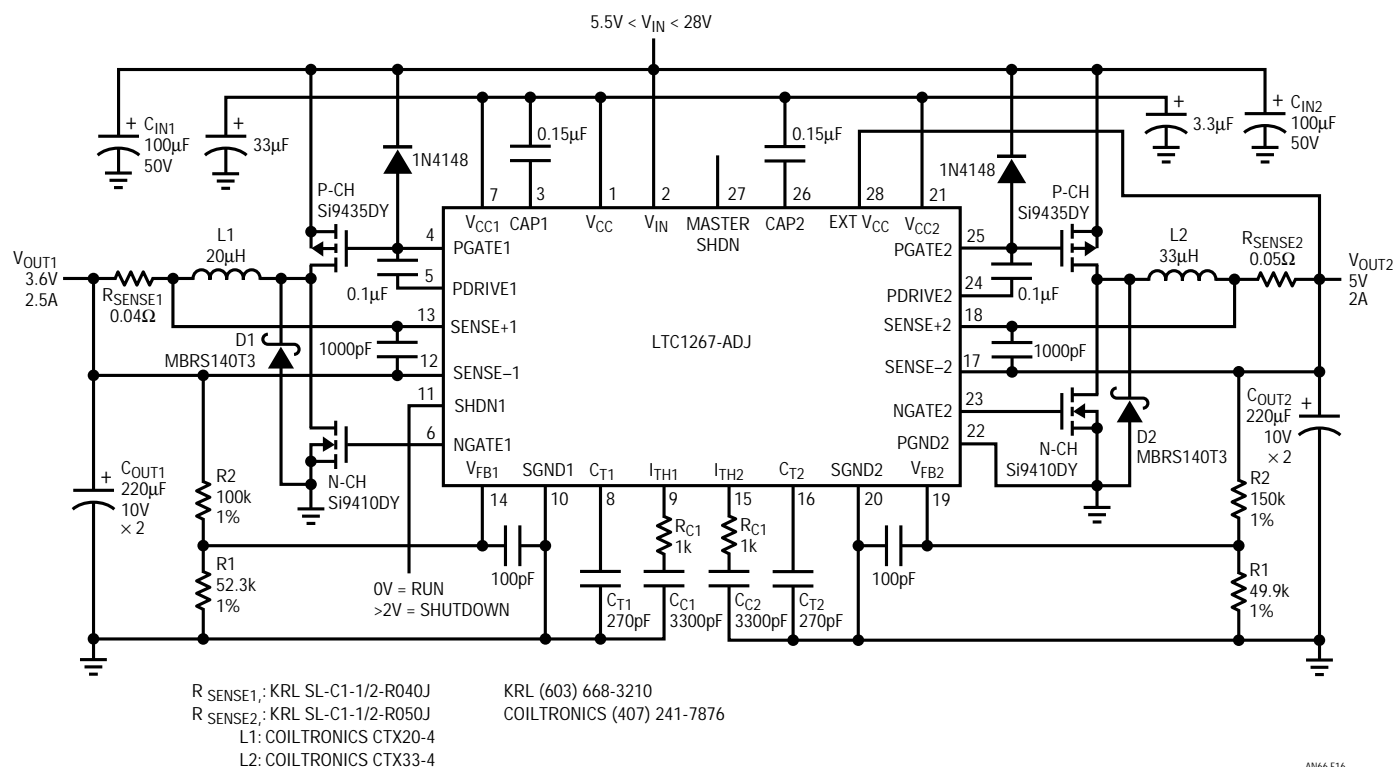 5.5V < VIN < 28V
CIN1
100µF
50V
33µF
0.15µF
0.15µF
3.3µF
CIN2
100µF
50V
1N4148
1N4148
P-CH
Si9435DY
P-CH
Si9435DY
7
3
1
2
27
26
28
21
VCC1
CAP1
VCC
VIN
MASTER
SHDN
CAP2
EXT VCC
VCC2
VOUT1
3.6V
2.5A
RSENSE1
0.04Ω
L1
20µH
4
PGATE1
5
PDRIVE1
0.1µF
13
SENSE+1
1000pF
12
SENSE–1
11
SHDN1
6
NGATE1
LTC1267-ADJ
PGATE2
25
PDRIVE2
24
0.1µF
SENSE+2
18
1000pF
SENSE–2
17
NGATE2
23
PGND2
22
L2
33µH
RSENSE2
0.05Ω
VOUT2
5V
2A
D1
MBRS140T3
N-CH
Si9410DY
N-CH
Si9410DY
D2
MBRS140T3
COUT1
220µF
10V
× 2
COUT2
220µF
10V
× 2
R2
100k
1%
R1
52.3k
1%
R2
150k
1%
R1
49.9k
1%
VFB1
SGND1
CT1
ITH1
ITH2
CT2
SGND2
VFB2
14
10
8
9
15
16
20
19
100pF
RC1
1k
RC1
1k
100pF
0V = RUN
>2V = SHUTDOWN
CT1
270pF
CC1
3300pF
CC2
3300pF
CT2
270pF
R SENSE1,: KRL SL-C1-1/2-R040J
R SENSE2,: KRL SL-C1-1/2-R050J
L1: COILTRONICS CTX20-4
L2: COILTRONICS CTX33-4
KRL (603) 668-3210
COILTRONICS (407) 241-7876
AN66 F16